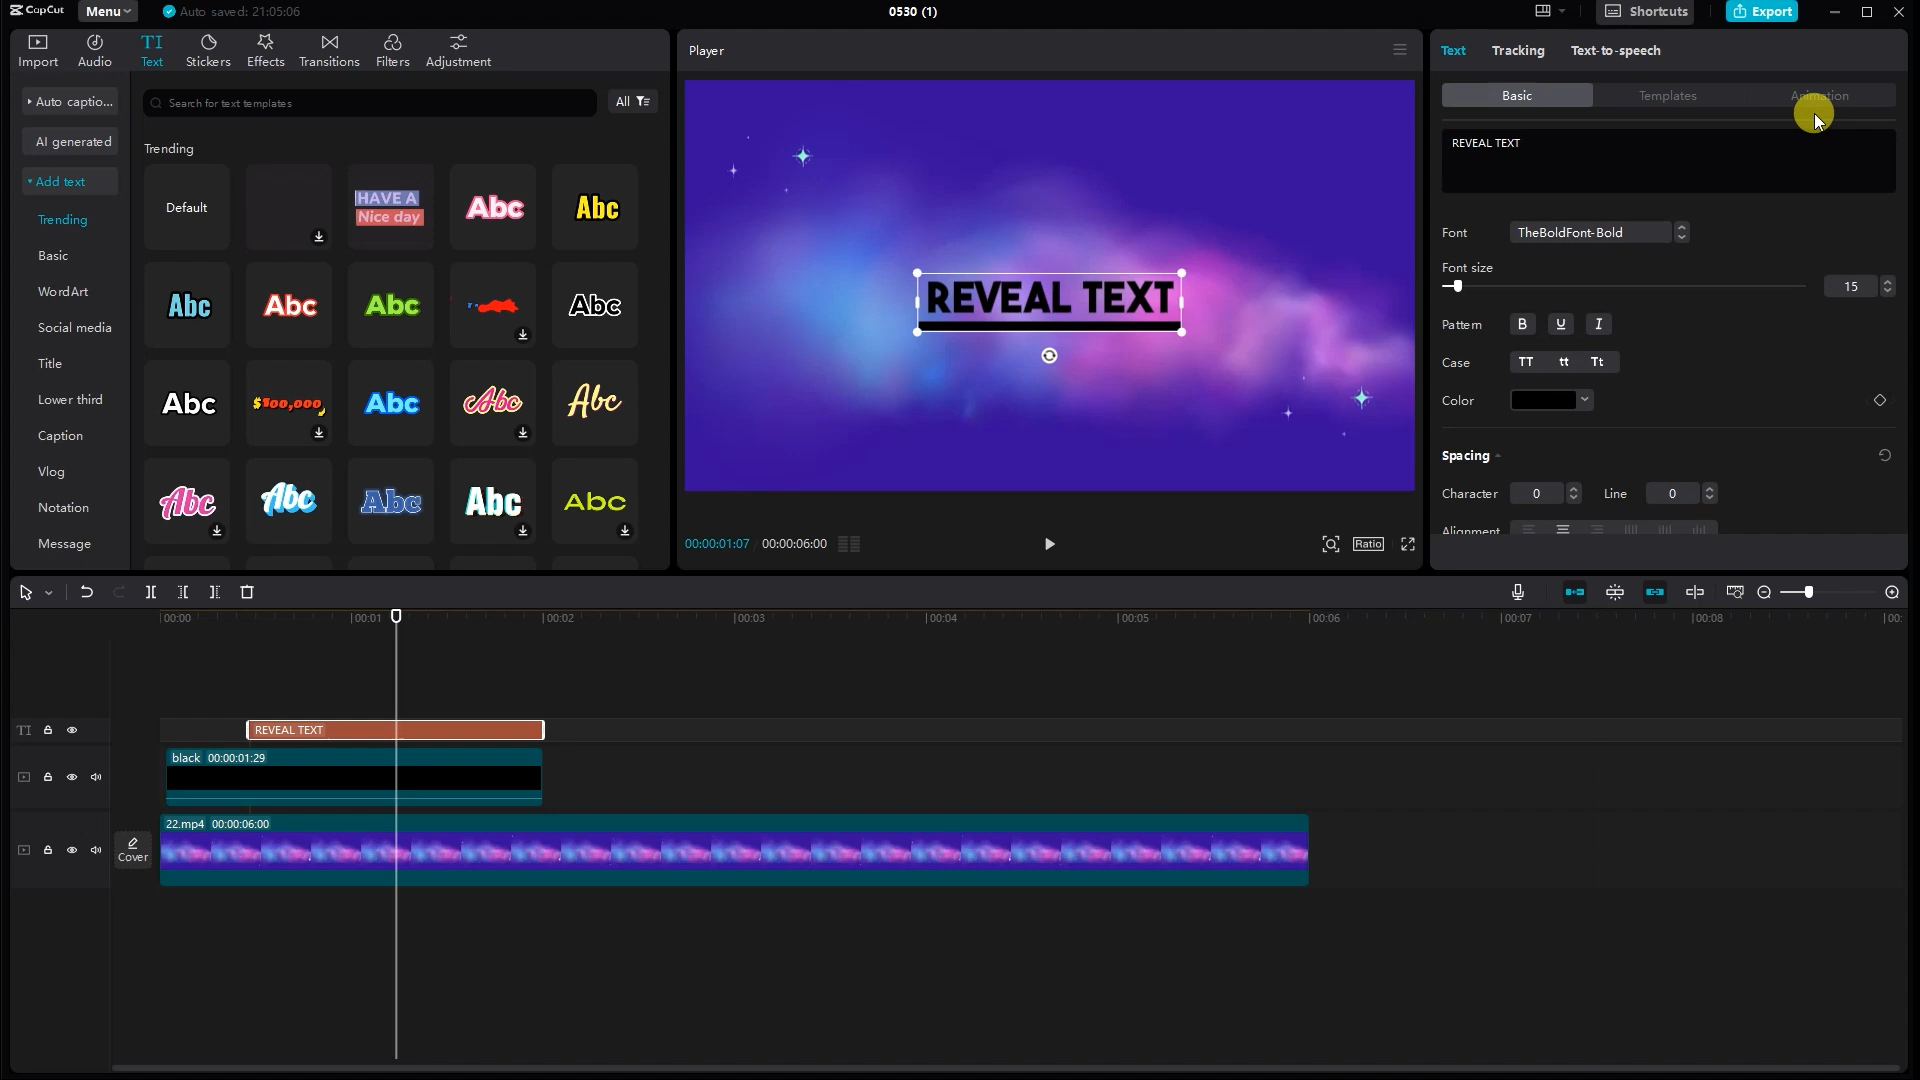 CapCut
Menu
Auto saved: 21:05:06
0530 (1)
Shortcuts
Export
Import
Audio
TI
Text
Stickers
Effects
Transitions
Filters
Adjustment
Player
Text
Tracking
Text-to-speech
Auto captio...
AI generated
Add text
Trending
Basic
WordArt
Social media
Title
Lower third
Caption
Vlog
Notation
Message
Search for text templates
All
Trending
Default
HAVE A
Nice day
Abc
Abc
Abc
Abc
Abc
Abc
Abc
$100,000
Abc
Abc
Abc
Abc
Abc
Abc
Abc
Abc
REVEAL TEXT
00:00:01:07
00:00:06:00
Ratio
Basic
Templates
Animation
REVEAL TEXT
Font
TheBoldFont-Bold
Font size
15
Pattern
B U I
Case
TT tt Tt
Color
Spacing
Character
0
Line
0
Alignment
00:00
00:01
00:02
00:03
00:04
00:05
00:06
00:07
00:08
00:
TI
REVEAL TEXT
black 00:00:01:29
22.mp4 00:00:06:00
Cover